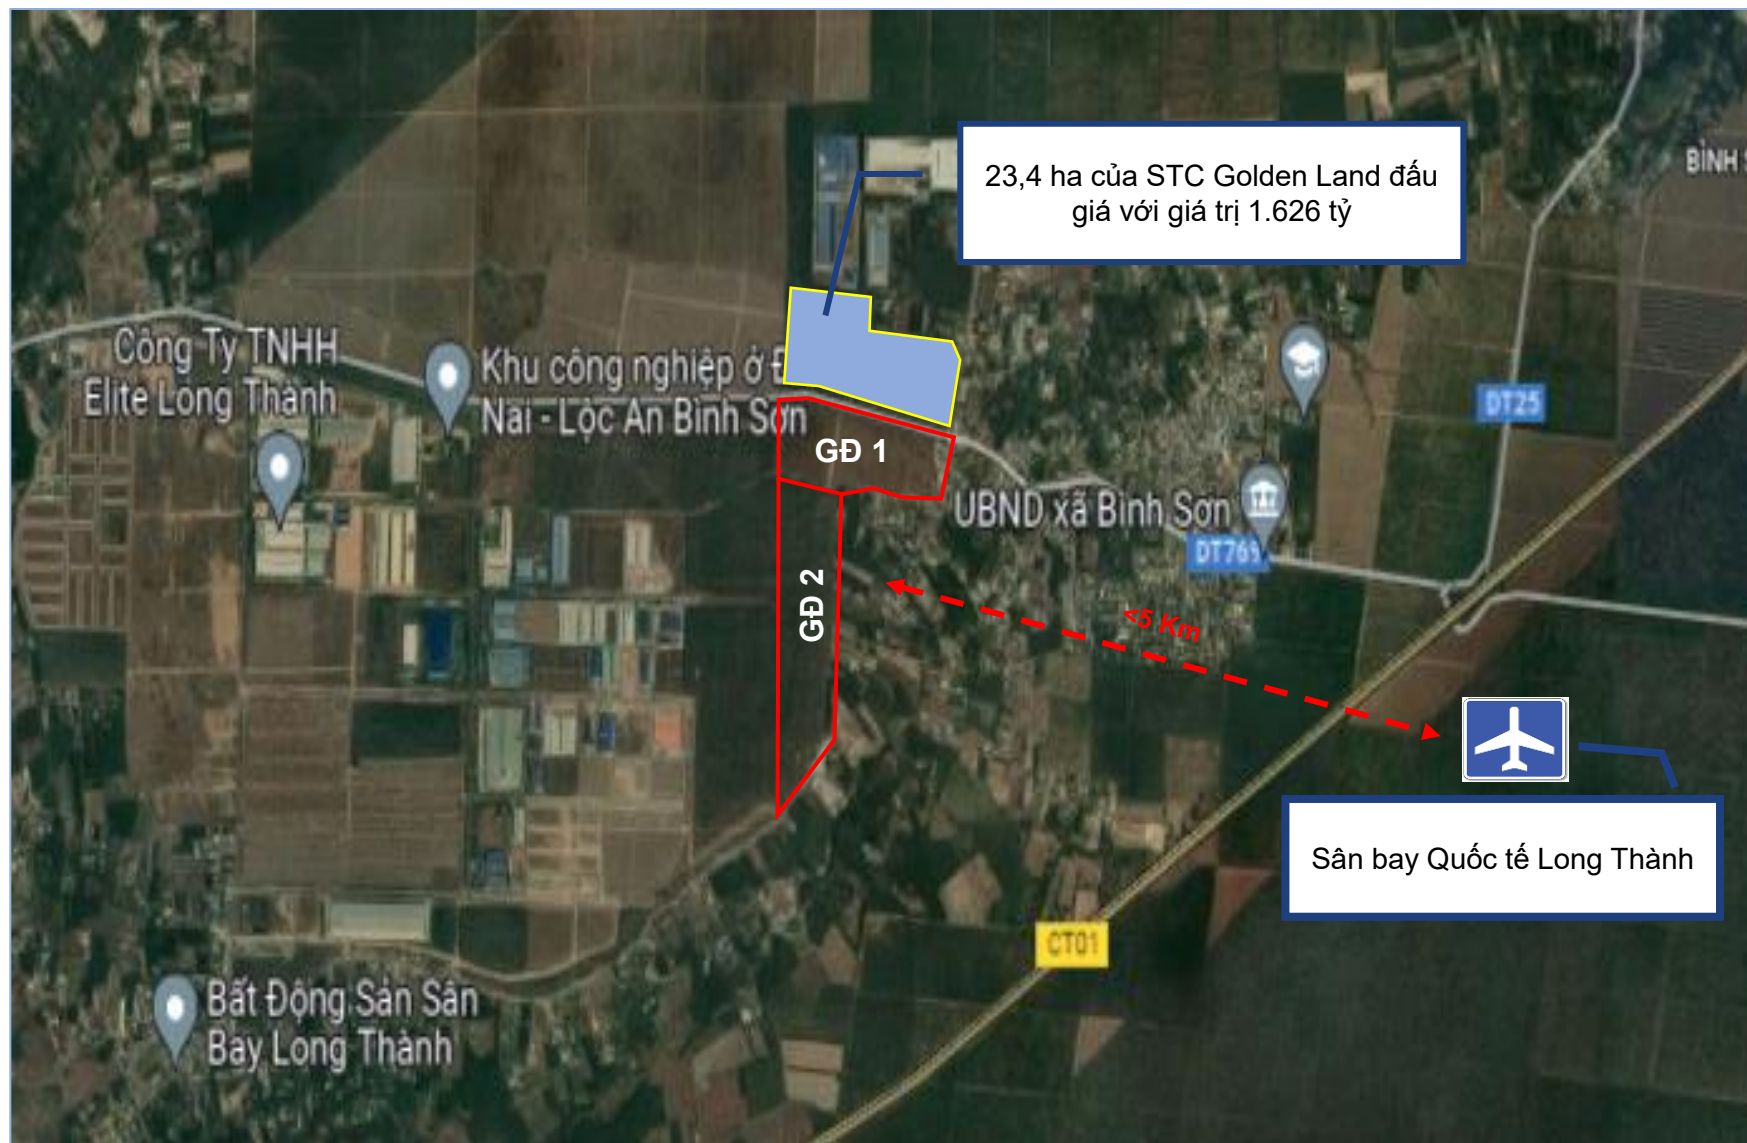 23,4 ha của STC Golden Land đấu
giá với giá trị 1.626 tỷ
BÌNH S
Công Ty TNHH
Elite Long Thành
Khu công nghiệp ở Đ
Nai - Lộc An Bình Sơn
DT25
GĐ 1
UBND xã Bình Sơn
DT769
GĐ 2
<5 Km
Sân bay Quốc tế Long Thành
CT01
Bất Động Sản Sân
Bay Long Thành